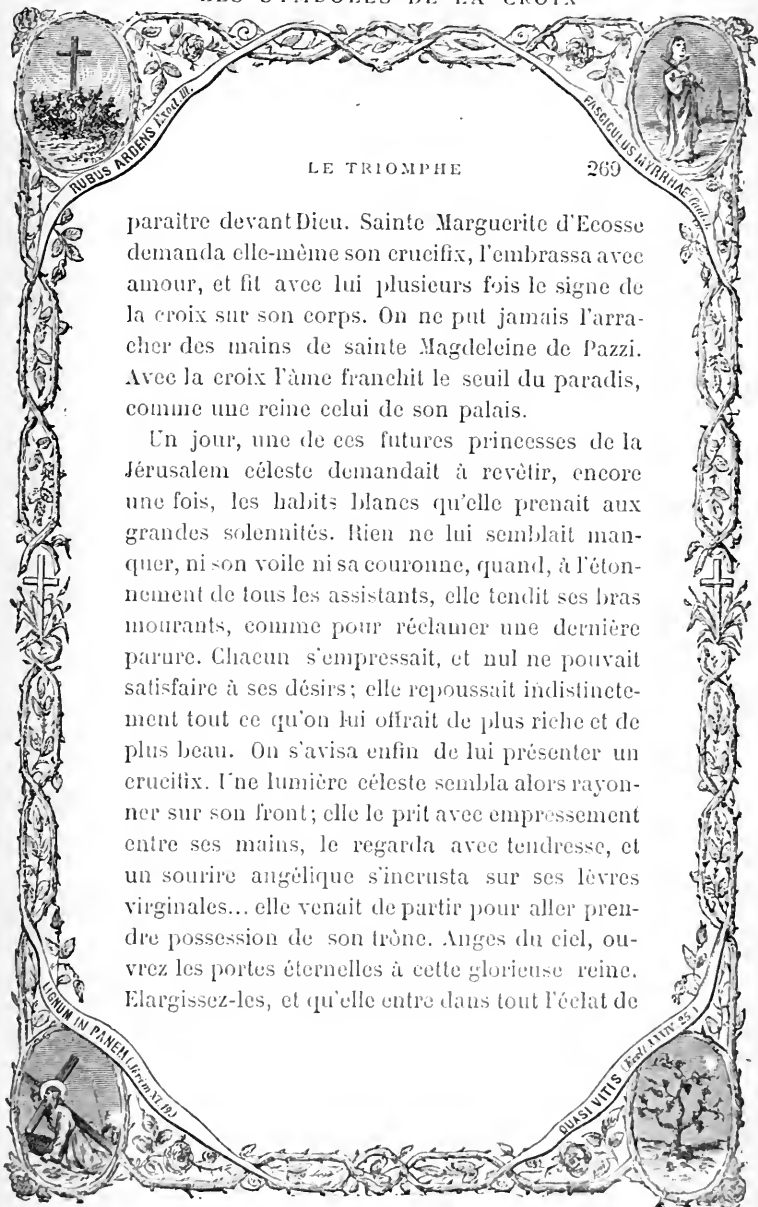 DES SYMBOLES DE LA CROIX
RUBUS ARDENS Exod. III.
FASCICULUS MYRRHAE (Cant. I.
LE TRIOMPHE 269
paraitre devant Dieu. Sainte Marguerite d'Ecosse
demanda elle-même son crucifix, l'embrassa avec
amour, et fit avec lui plusieurs fois le signe de
la croix sur son corps. On ne put jamais l'arra-
cher des mains de sainte Magdeleine de Pazzi.
Avec la croix l'âme franchit le seuil du paradis,
comme une reine celui de son palais.
Un jour, une de ces futures princesses de la
Jérusalem céleste demandait à revêtir, encore
une fois, les habits blancs qu'elle prenait aux
grandes solennités. Rien ne lui semblait man-
quer, ni son voile ni sa couronne, quand, à l'éton-
nement de tous les assistants, elle tendit ses bras
mourants, comme pour réclamer une dernière
parure. Chacun s'empressait, et nul ne pouvait
satisfaire à ses désirs; elle repoussait indistincte-
ment tout ce qu'on lui offrait de plus riche et de
plus beau. On s'avisa enfin de lui présenter un
crucifix. Une lumière céleste sembla alors rayon-
ner sur son front; elle le prit avec empressement
entre ses mains, le regarda avec tendresse, et
un sourire angélique s'incrusta sur ses lèvres
virginales... elle venait de partir pour aller pren-
dre possession de son trône. Anges du ciel, ou-
vrez les portes éternelles à cette glorieuse reine.
Elargissez-les, et qu'elle entre dans tout l'éclat de
LIGNUM IN PANEM (Jérém. XI. 19)
QUASI VITIS (Eccli XXIV 25.)